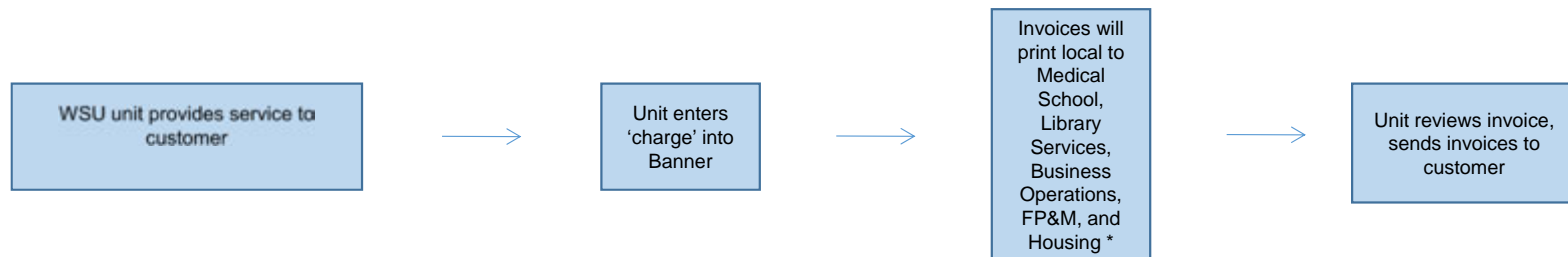 WSU unit provides service to
customer
Unit enters
‘charge’ into
Banner
Invoices will
print local to
Medical
School,
Library
Services,
Business
Operations,
FP&M, and
Housing *
Unit reviews invoice,
sends invoices to
customer